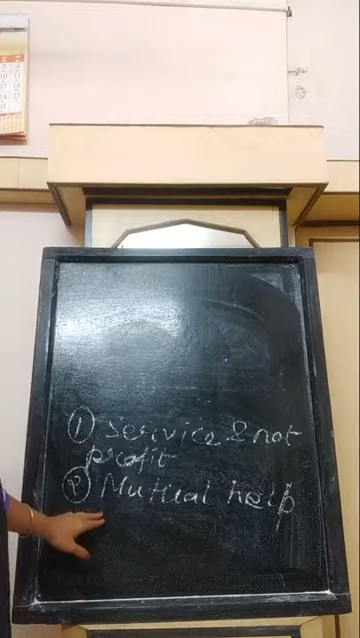 ① Service & not
profit
② Mutual help